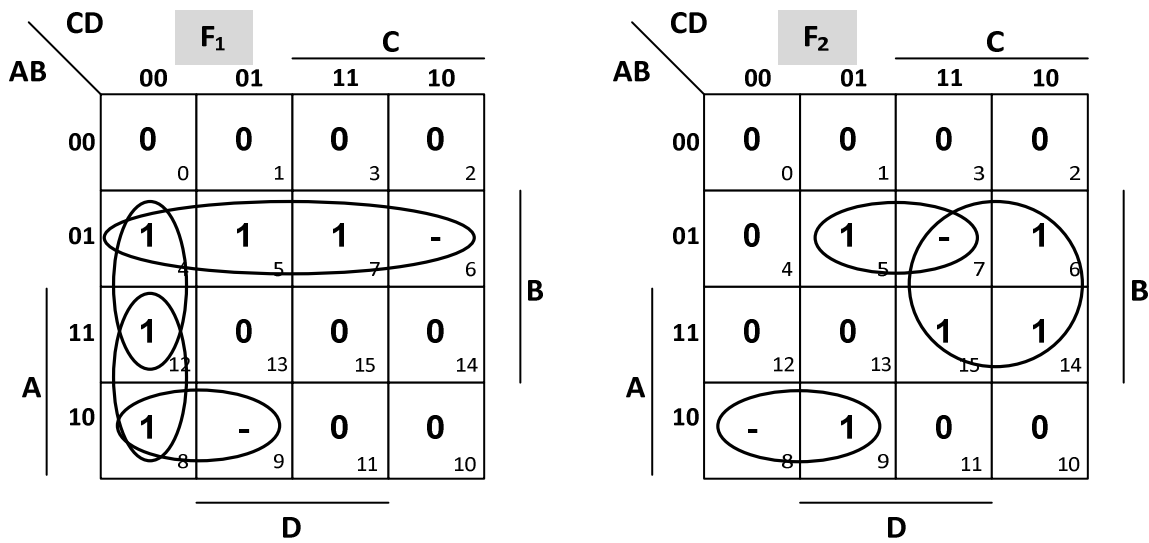 CD F₁ C
AB 00 01 11 10
00 0 0 0 0
0 1 3 2
01 1 1 1 -
4 5 7 6
B
11 1 0 0 0
12 13 15 14
A
10 1 - 0 0
8 9 11 10
D
CD F₂ C
AB 00 01 11 10
00 0 0 0 0
0 1 3 2
01 0 1 - 1
4 5 7 6
B
11 0 0 1 1
12 13 15 14
A
10 - 1 0 0
8 9 11 10
D